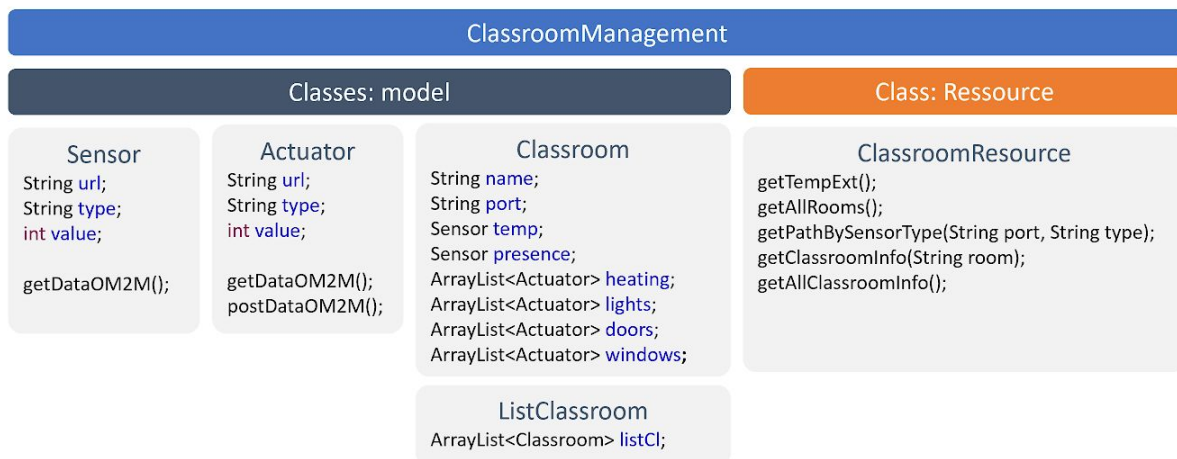 ClassroomManagement
Classes: model
Class: Ressource
Sensor
String url;
String type;
int value;
getDataOM2M();
Actuator
String url;
String type;
int value;
getDataOM2M();
postDataOM2M();
Classroom
String name;
String port;
Sensor temp;
Sensor presence;
ArrayList<Actuator> heating;
ArrayList<Actuator> lights;
ArrayList<Actuator> doors;
ArrayList<Actuator> windows;
ListClassroom
ArrayList<Classroom> listCl;
ClassroomResource
getTempExt();
getAllRooms();
getPathBySensorType(String port, String type);
getClassroomInfo(String room);
getAllClassroomInfo();